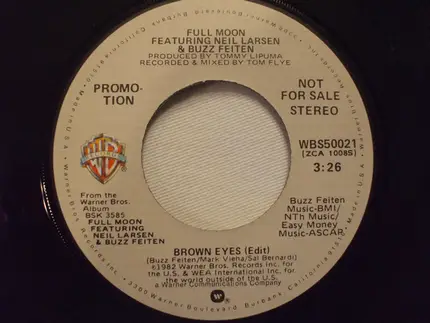 FULL MOON
FEATURING NEIL LARSEN
& BUZZ FEITEN
PRODUCED BY TOMMY LIPUMA
RECORDED & MIXED BY TOM FLYE
PROMO-
TION
NOT
FOR SALE
STEREO
WBS50021
(ZCA 1008S)
3:26
From the
Warner Bros.
Album
BSK 3585
FULL MOON
FEATURING
NEIL LARSEN
& BUZZ FEITEN
Buzz Feiten
Music-BMI/
NTh Music/
Easy Money
Music-ASCAP
BROWN EYES (Edit)
(Buzz Feiten/Mark Vieha/Sal Bernardi)
©1982 Warner Bros. Records Inc. for
the U.S. & WEA International Inc. for
the world outside of the U.S.
a Warner Communications Company
Made in U.S.A.
3300 Warner Boulevard, Burbank, California